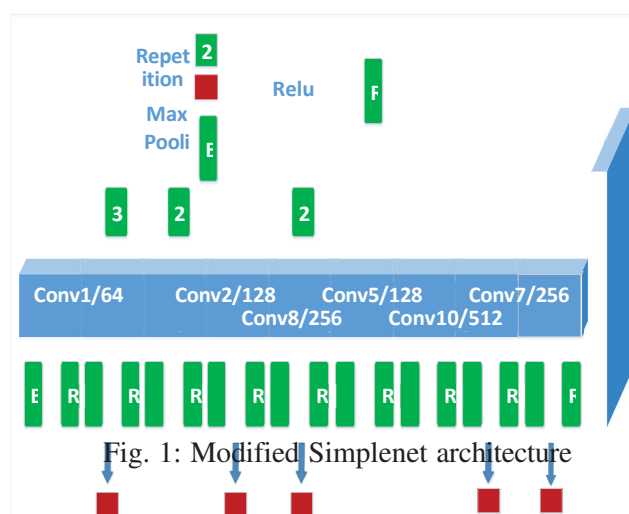 Repet 2
ition
Relu R
Max
Pooli B
3 2 2
Conv1/64 Conv2/128 Conv5/128 Conv7/256
Conv8/256 Conv10/512
B R R R R R R R R
Fig. 1: Modified Simplenet architecture